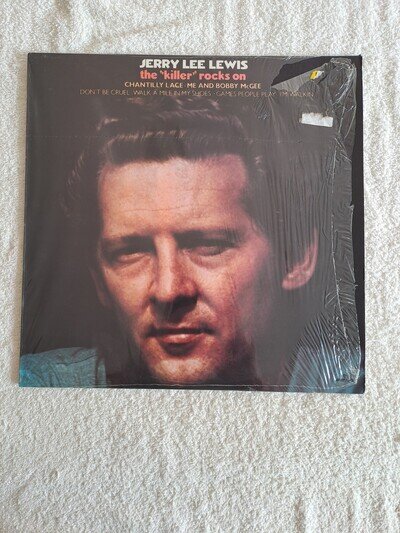 JERRY LEE LEWIS
the "killer" rocks on
CHANTILLY LACE · ME AND BOBBY McGEE
DON'T BE CRUEL · WALK A MILE IN MY SHOES · GAMES PEOPLE PLAY · I'M WALKIN'